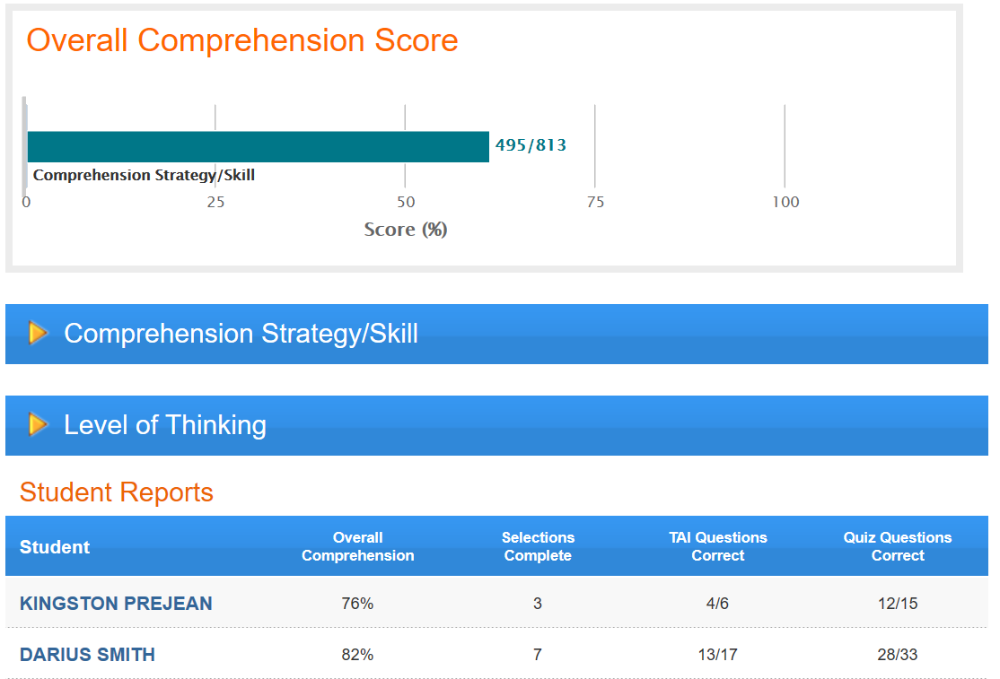 Overall Comprehension Score
495/813
Comprehension Strategy/Skill
0 25 50 75 100
Score (%)
Comprehension Strategy/Skill
Level of Thinking
Student Reports
Student Overall Comprehension Selections Complete TAI Questions Correct Quiz Questions Correct
KINGSTON PREJEAN 76% 3 4/6 12/15
DARIUS SMITH 82% 7 13/17 28/33